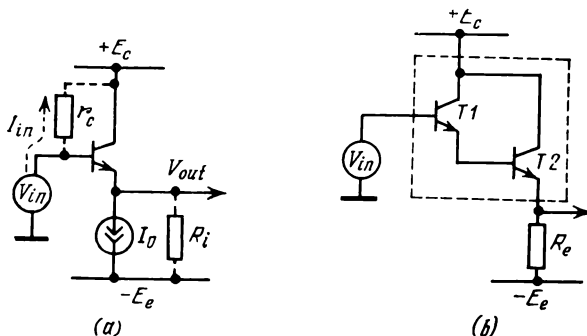 +E_c
r_c
I_in
V_in
V_out
I_0
R_i
-E_e
(a)
+E_c
T1
T2
V_in
R_e
-E_e
(b)